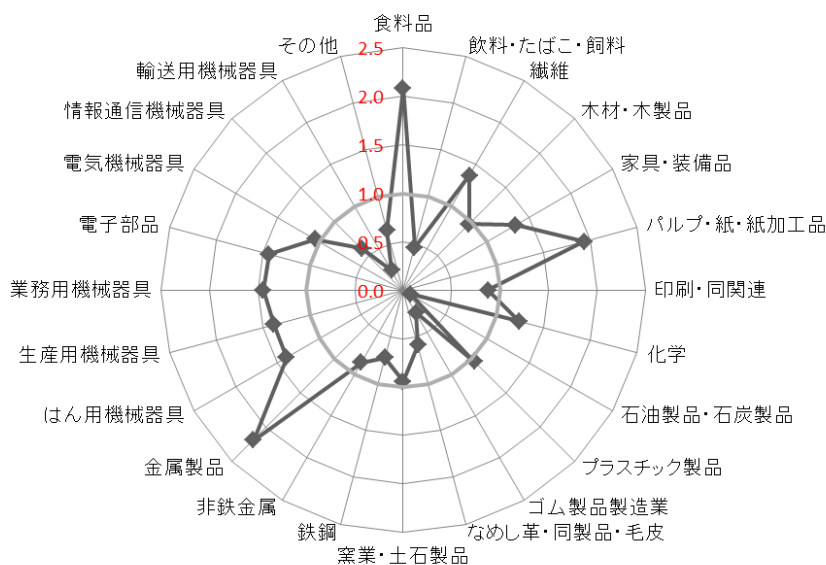 食料品
飲料・たばこ・飼料
繊維
木材・木製品
家具・装備品
パルプ・紙・紙加工品
印刷・同関連
化学
石油製品・石炭製品
プラスチック製品
ゴム製品製造業
なめし革・同製品・毛皮
窯業・土石製品
鉄鋼
非鉄金属
金属製品
はん用機械器具
生産用機械器具
業務用機械器具
電子部品
電気機械器具
情報通信機械器具
輸送用機械器具
その他
2.5
2.0
1.5
1.0
0.5
0.0